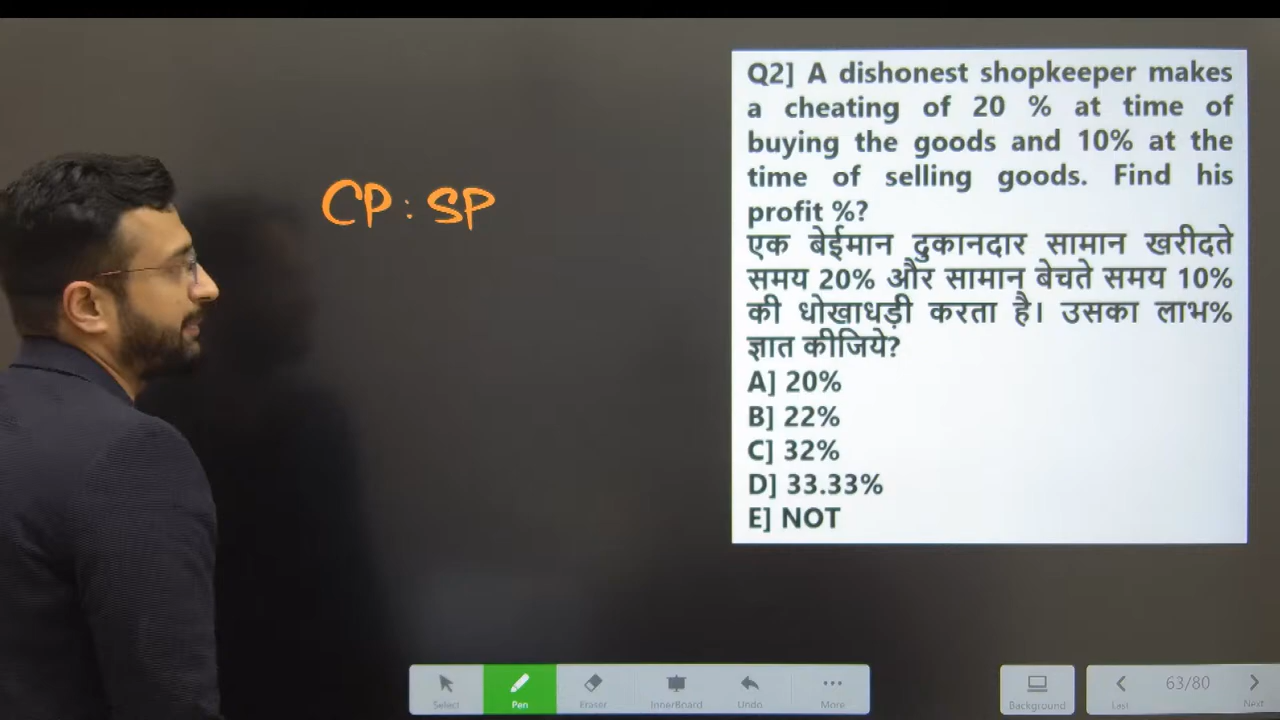 CP : SP
Q2] A dishonest shopkeeper makes
a cheating of 20 % at time of
buying the goods and 10% at the
time of selling goods. Find his
profit %?
एक बेईमान दुकानदार सामान खरीदते
समय 20% और सामान बेचते समय 10%
की धोखाधड़ी करता है। उसका लाभ%
ज्ञात कीजिये?
A] 20%
B] 22%
C] 32%
D] 33.33%
E] NOT
Select
Pen
Eraser
InnerBoard
Undo
More
Background
Last
63/80
Next